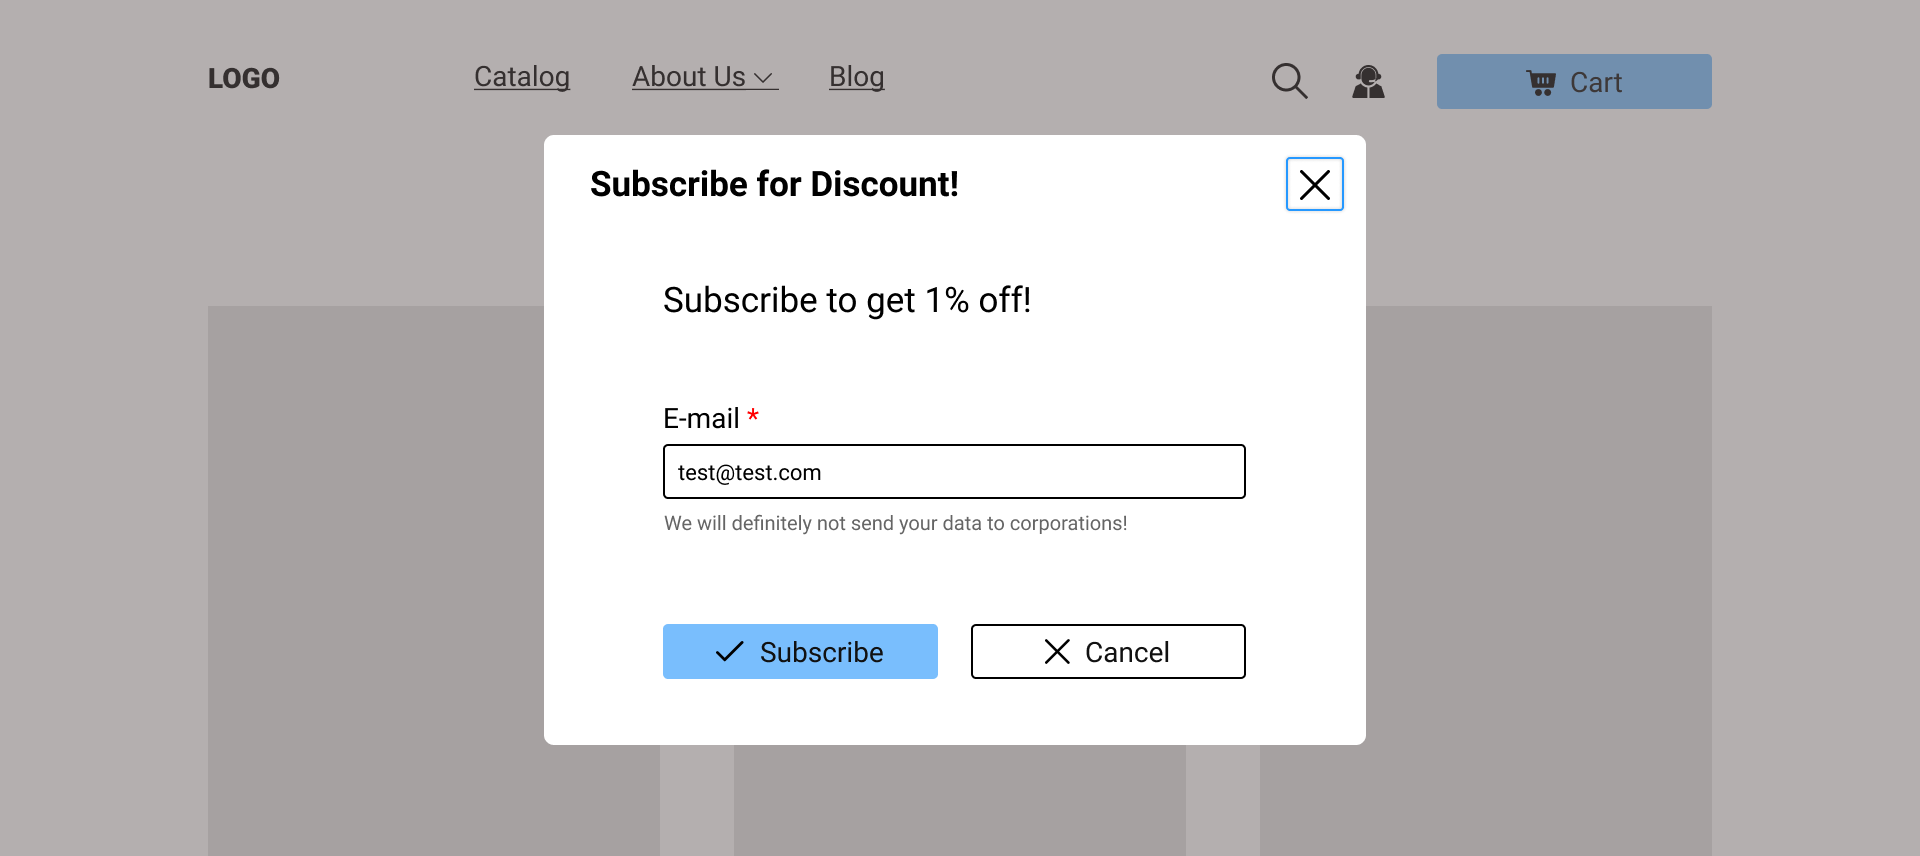 LOGO
Catalog
About Us
Blog
Cart
Subscribe for Discount!
Subscribe to get 1% off!
E-mail *
test@test.com
We will definitely not send your data to corporations!
Subscribe
Cancel